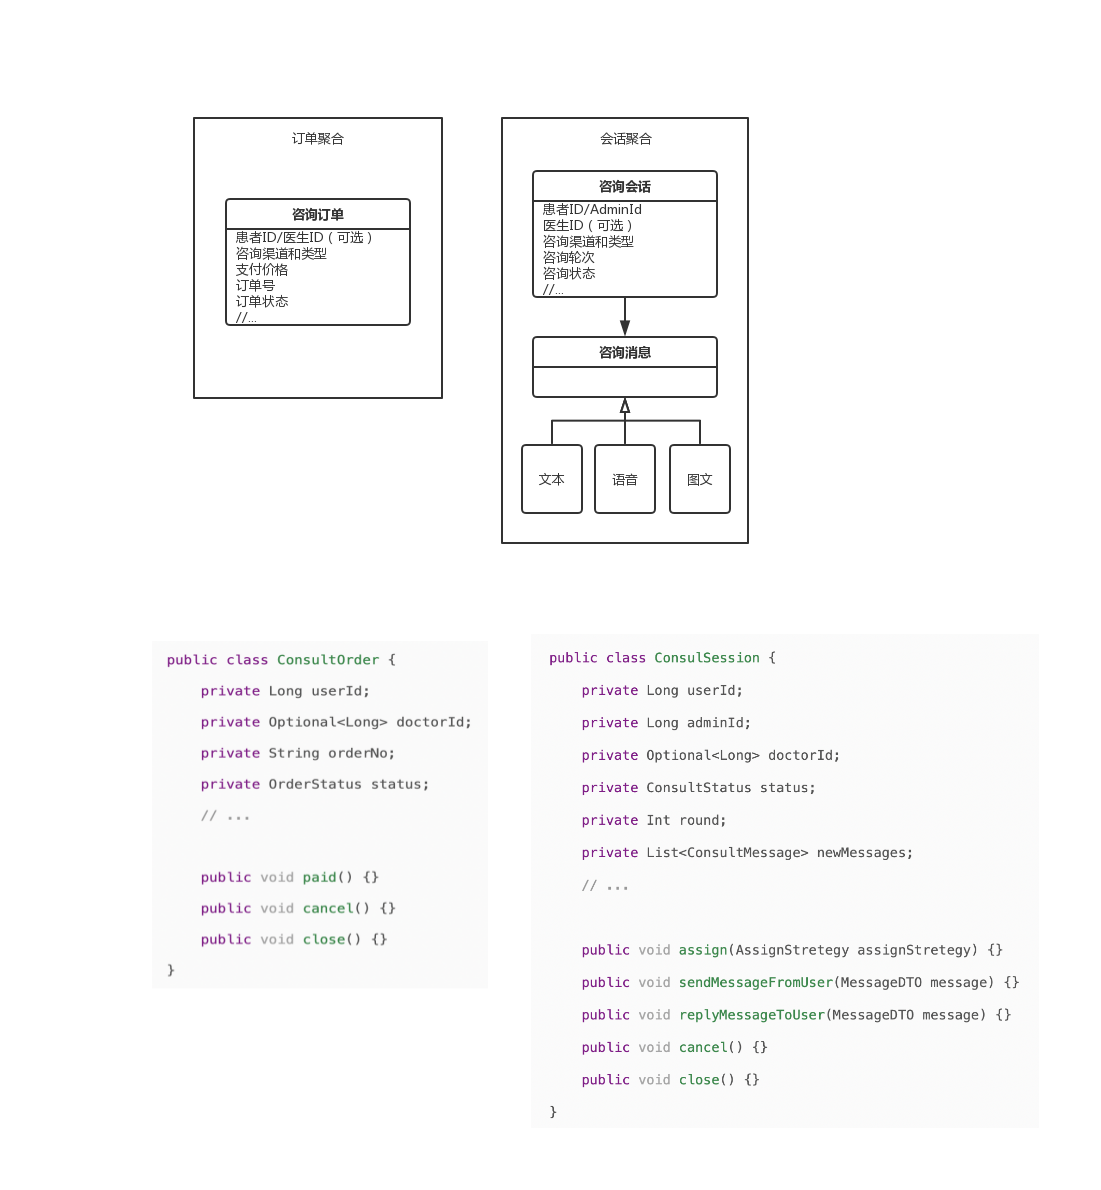 订单聚合
咨询订单
患者ID/医生ID（可选）
咨询渠道和类型
支付价格
订单号
订单状态
//...
会话聚合
咨询会话
患者ID/AdminId
医生ID（可选）
咨询渠道和类型
咨询轮次
咨询状态
//...
咨询消息
文本
语音
图文
public class ConsultOrder {
private Long userId;
private Optional<Long> doctorId;
private String orderNo;
private OrderStatus status;
// ...
public void paid() {}
public void cancel() {}
public void close() {}
}
public class ConsulSession {
private Long userId;
private Long adminId;
private Optional<Long> doctorId;
private ConsultStatus status;
private Int round;
private List<ConsultMessage> newMessages;
// ...
public void assign(AssignStretegy assignStretegy) {}
public void sendMessageFromUser(MessageDTO message) {}
public void replyMessageToUser(MessageDTO message) {}
public void cancel() {}
public void close() {}
}